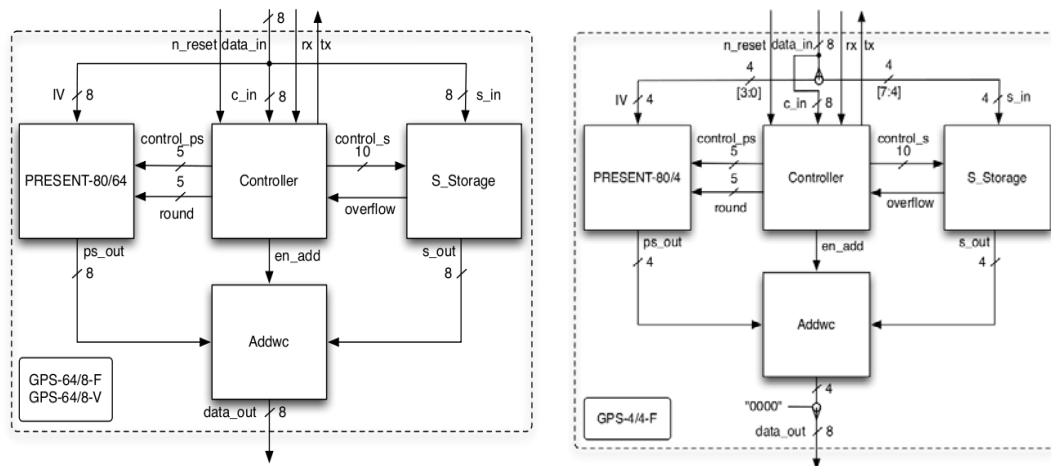 8
n_reset data_in rx tx
IV 8 c_in 8 8 s_in
PRESENT-80/64
control_ps
5
5
round
Controller
control_s
10
overflow
S_Storage
ps_out
8
en_add
s_out
8
Addwc
GPS-64/8-F
GPS-64/8-V
data_out 8
n_reset data_in 8 rx tx
4
[3:0]
4
[7:4]
IV 4 c_in 8 4 s_in
PRESENT-80/4
control_ps
5
5
round
Controller
control_s
10
overflow
S_Storage
ps_out
4
en_add
s_out
4
Addwc
4
"0000"
GPS-4/4-F
data_out 8